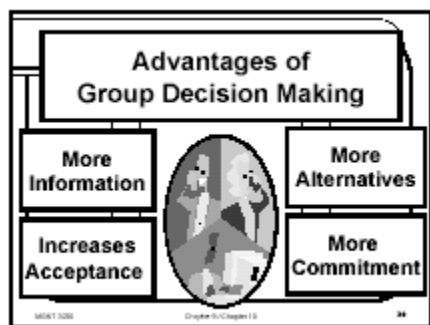 Advantages of
Group Decision Making
More
Information
More
Alternatives
Increases
Acceptance
More
Commitment